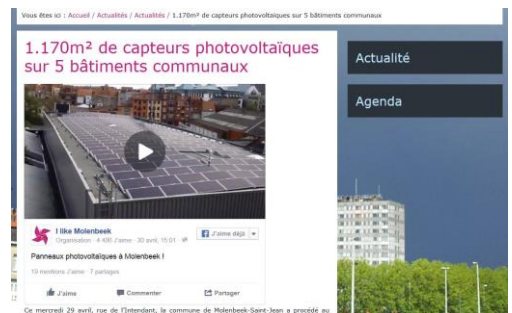 Vous êtes ici : Accueil / Actualités / Actualités / 1.170m² de capteurs photovoltaïques sur 5 bâtiments communaux
1.170m² de capteurs photovoltaïques
sur 5 bâtiments communaux
Actualité
Agenda
I like Molenbeek
Organisation · 4 486 J'aime · 30 avril, 15:01
J'aime déjà
Panneaux photovoltaïques à Molenbeek !
19 mentions J'aime · 7 partages
J'aime
Commenter
Partager
Ce mercredi 29 avril, rue de l'Intendant, la commune de Molenbeek-Saint-Jean a procédé au